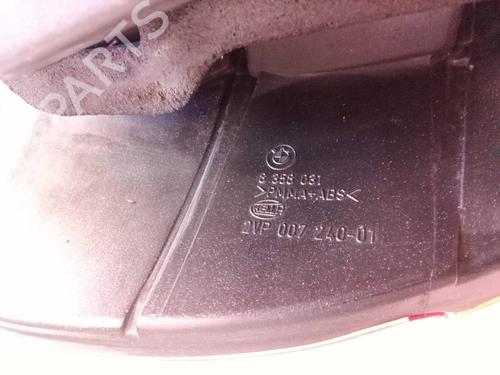 PARTS
8 358 031
>PMMA+ABS<
HELLA
2VP 007 240-01